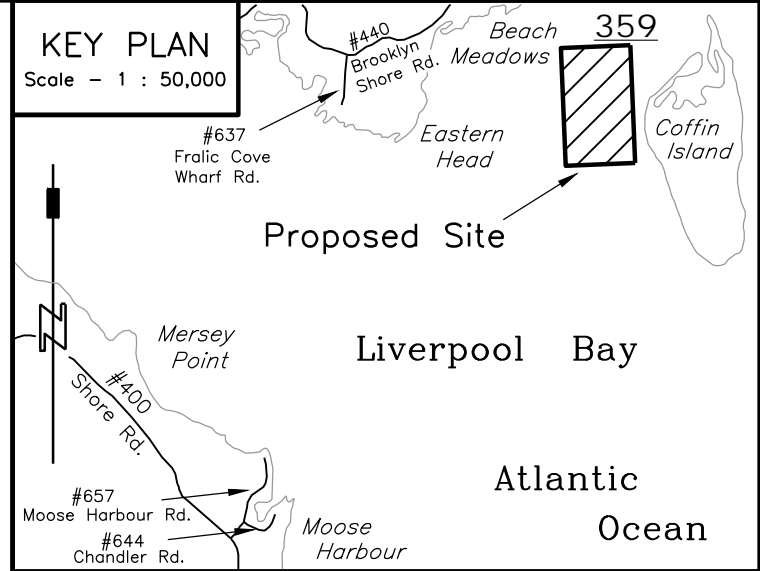 KEY PLAN
Scale - 1 : 50,000
#440
Brooklyn
Shore Rd.
Beach
Meadows
359
#637
Fralic Cove
Wharf Rd.
Eastern
Head
Coffin
Island
Proposed Site
N
Mersey
Point
Liverpool Bay
#400
Shore Rd.
Atlantic
Ocean
#657
Moose Harbour Rd.
#644
Chandler Rd.
Moose
Harbour